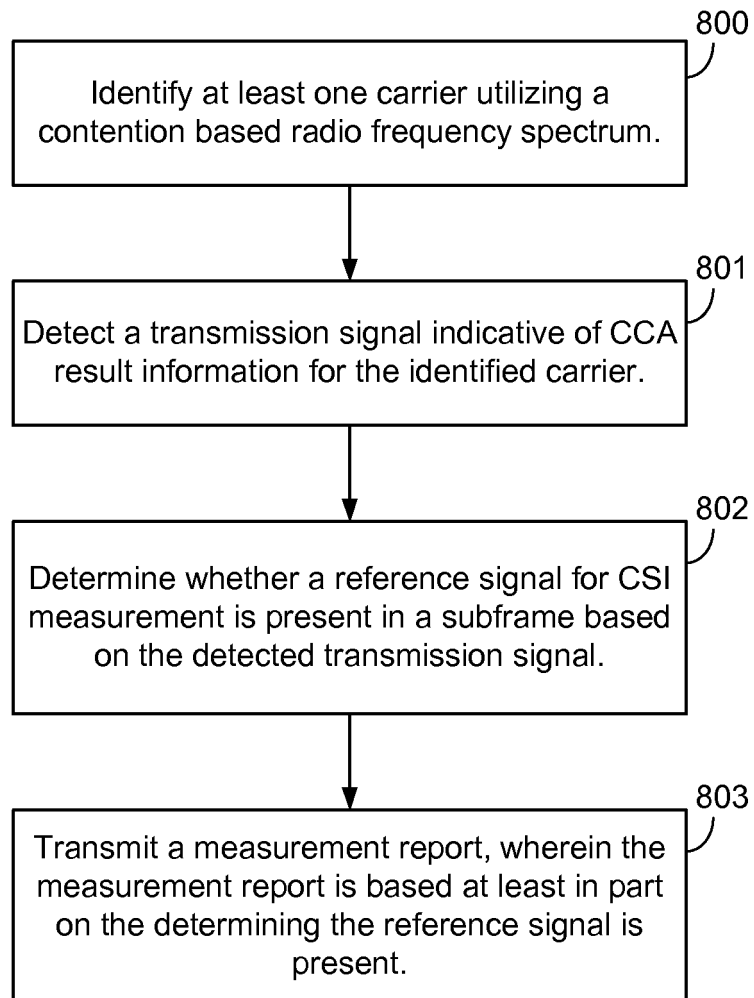 800
Identify at least one carrier utilizing a
contention based radio frequency spectrum.
801
Detect a transmission signal indicative of CCA
result information for the identified carrier.
802
Determine whether a reference signal for CSI
measurement is present in a subframe based
on the detected transmission signal.
803
Transmit a measurement report, wherein the
measurement report is based at least in part
on the determining the reference signal is
present.